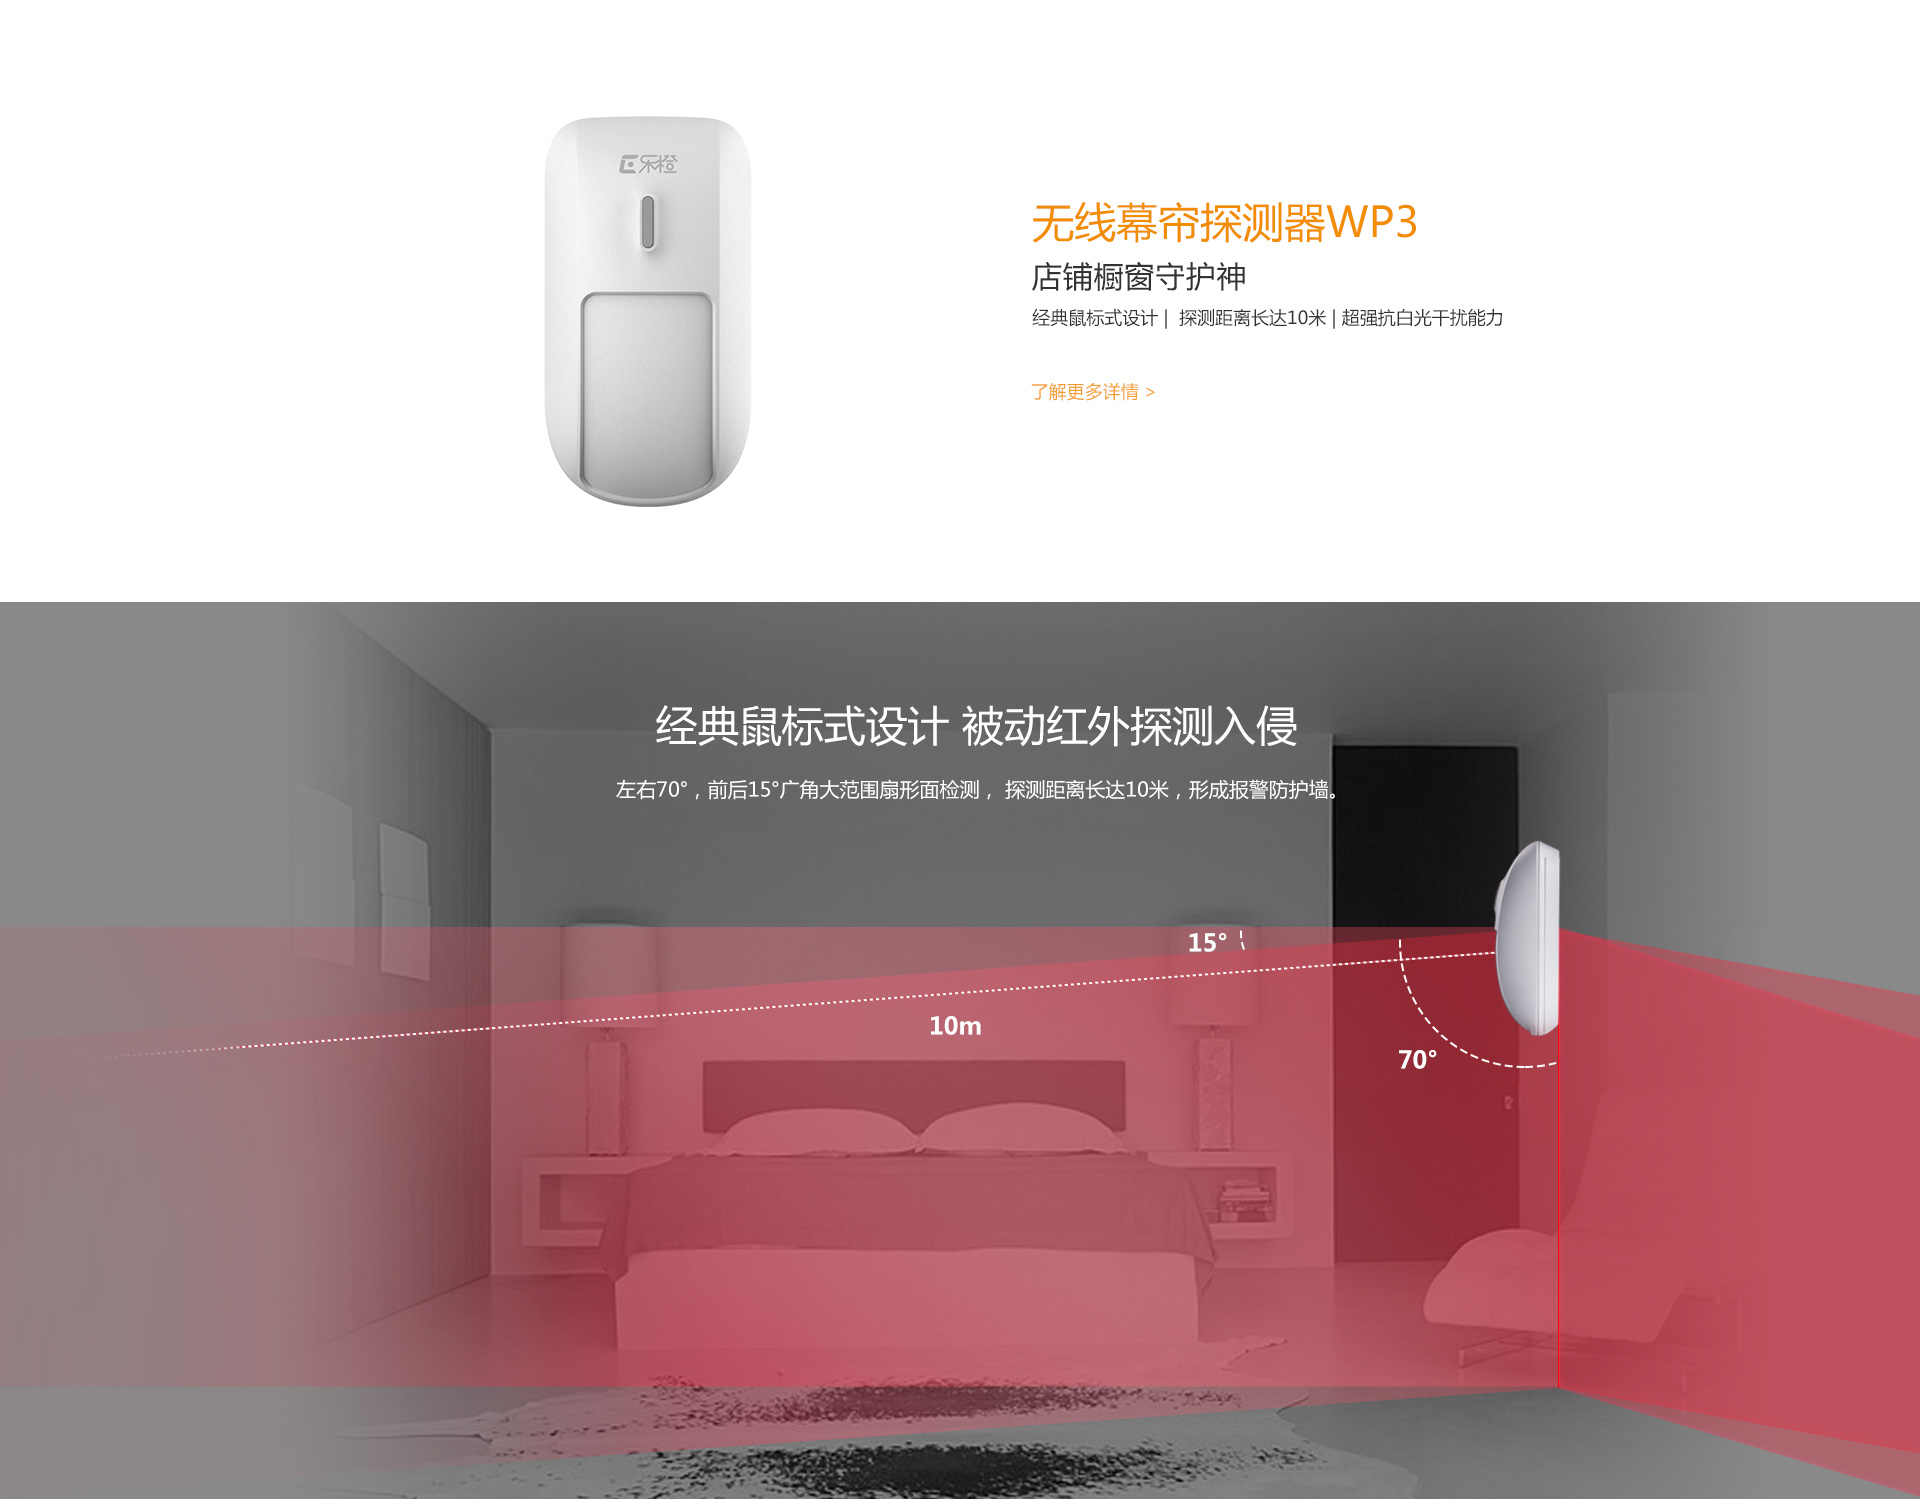 乐橙
无线幕帘探测器WP3
店铺橱窗守护神
经典鼠标式设计 | 探测距离长达10米 | 超强抗白光干扰能力
了解更多详情 >
经典鼠标式设计 被动红外探测入侵
左右70°，前后15°广角大范围扇形面检测， 探测距离长达10米，形成报警防护墙。
15°
10m
70°